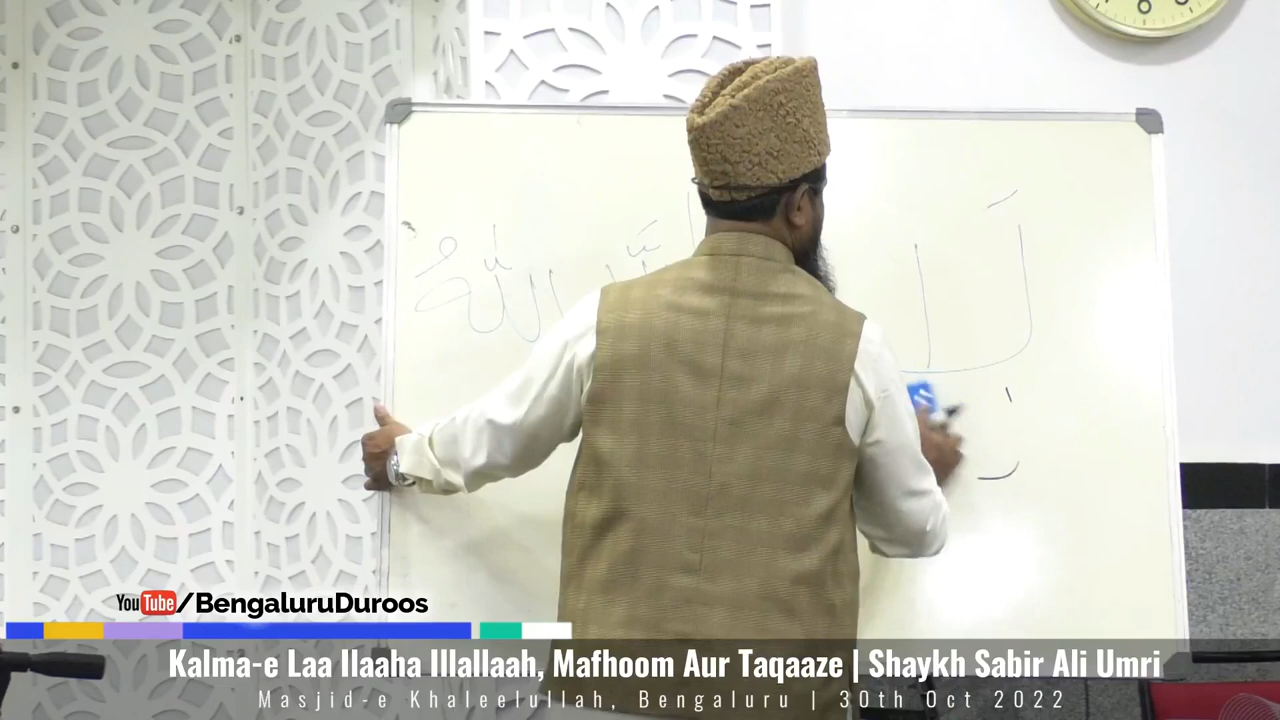 لَا اللهُ
YouTube/BengaluruDuroos
Kalma-e Laa Ilaaha Illallaah, Mafhoom Aur Taqaaze | Shaykh Sabir Ali Umri
Masjid-e Khaleelullah, Bengaluru | 30th Oct 2022